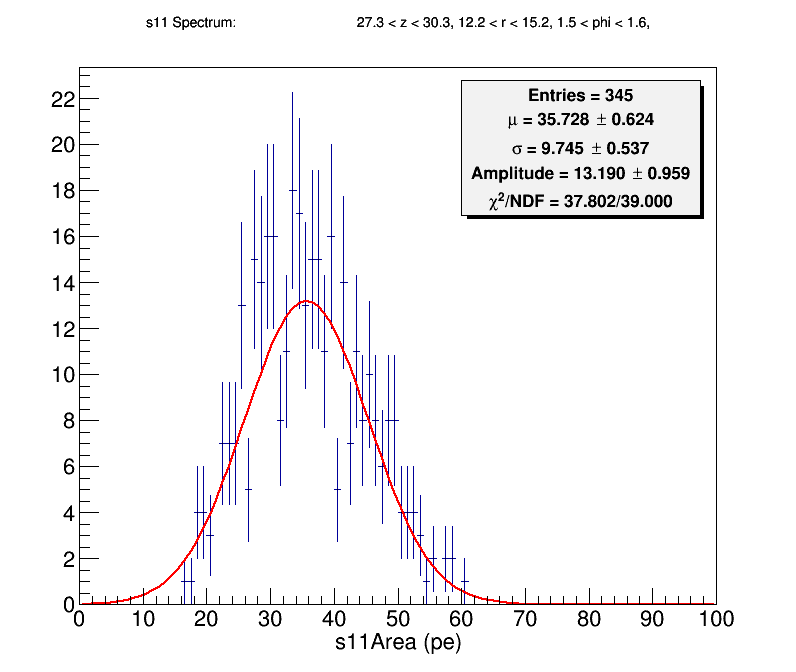 s11 Spectrum: 27.3 < z < 30.3, 12.2 < r < 15.2, 1.5 < phi < 1.6,
Entries = 345
μ = 35.728 ± 0.624
σ = 9.745 ± 0.537
Amplitude = 13.190 ± 0.959
χ²/NDF = 37.802/39.000
22
20
18
16
14
12
10
8
6
4
2
0
0 10 20 30 40 50 60 70 80 90 100
s11Area (pe)